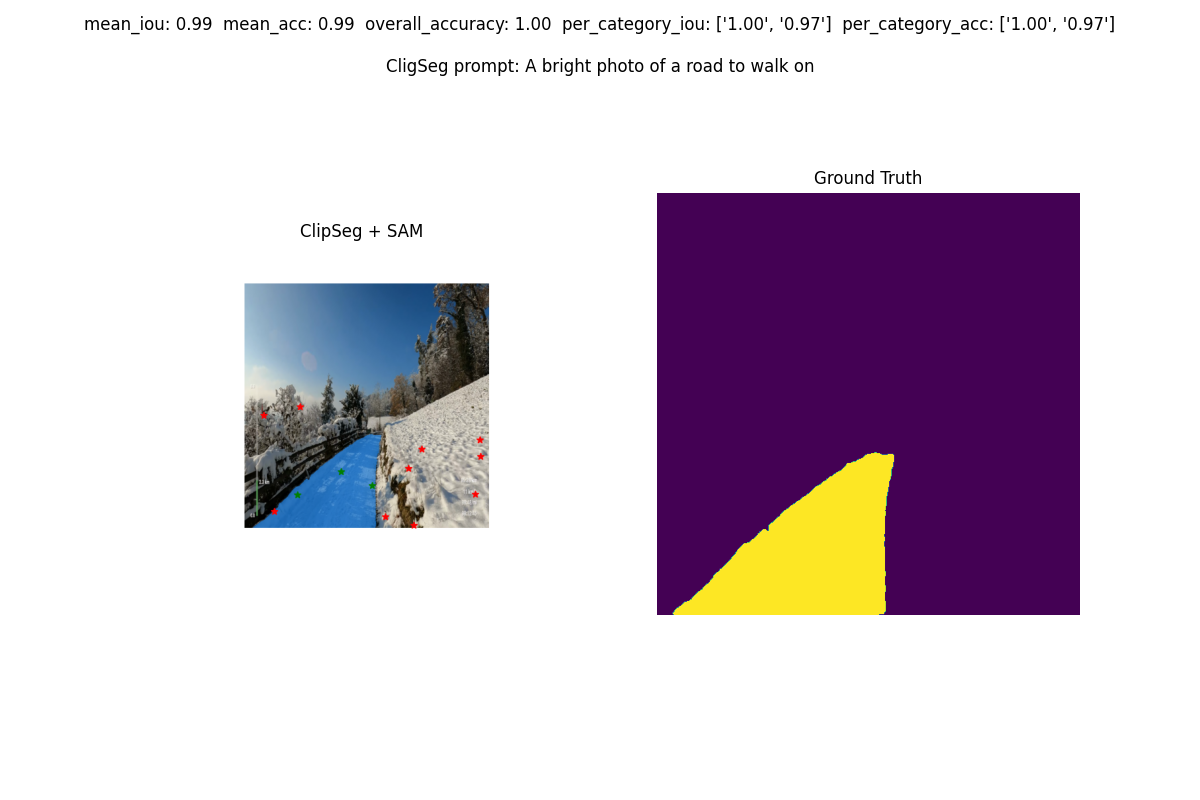 mean_iou: 0.99  mean_acc: 0.99  overall_accuracy: 1.00  per_category_iou: ['1.00', '0.97']  per_category_acc: ['1.00', '0.97']
CligSeg prompt: A bright photo of a road to walk on
Ground Truth
ClipSeg + SAM